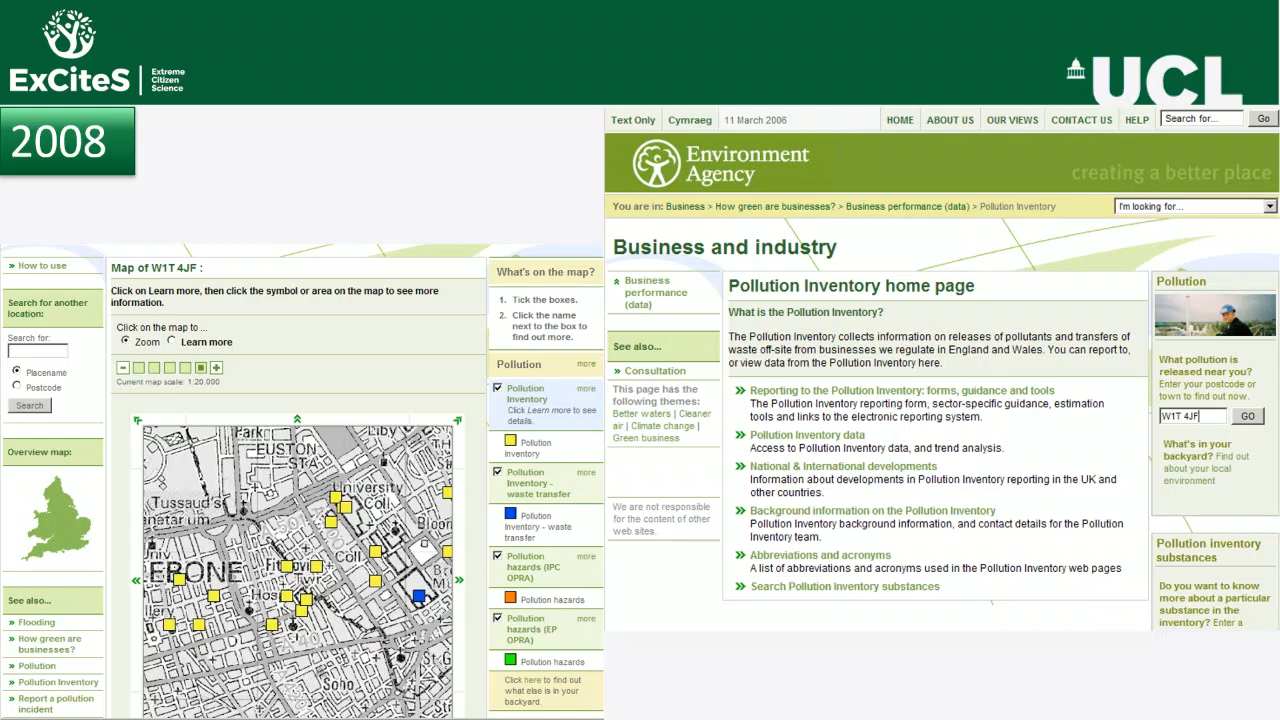 ExCiteS
Extreme
Citizen
Science
UCL
2008
How to use
Search for another
location:
Search for:
Placename
Postcode
Search
Overview map:
See also...
Flooding
How green are
businesses?
Pollution
Pollution Inventory
Report a pollution
incident
Map of W1T 4JF :
Click on Learn more, then click the symbol or area on the map to see more
information.
Click on the map to ...
Zoom
Learn more
Current map scale: 1:20,000
Park
EUSTON
STA
University
Coll
Tussaud's
Bloon
Coll
Soho
What's on the map?
1. Tick the boxes.
2. Click the name
next to the box to
find out more.
Pollution
more
Pollution
more
Inventory
Click Learn more to see
details.
Pollution
Inventory
Pollution
more
Inventory -
waste transfer
Pollution
Inventory - waste
transfer
Pollution
more
hazards (IPC
OPRA)
Pollution hazards
Pollution
more
hazards (EP
OPRA)
Pollution hazards
Click here to find out
what else is in your
backyard.
Text Only
Cymraeg
11 March 2006
HOME
ABOUT US
OUR VIEWS
CONTACT US
HELP
Search for...
Go
Environment
Agency
creating a better place
You are in: Business > How green are businesses? > Business performance (data) > Pollution Inventory
I'm looking for...
Business and industry
Business
performance
(data)
See also...
Consultation
This page has the
following themes:
Better waters | Cleaner
air | Climate change |
Green business
We are not responsible
for the content of other
web sites.
Pollution Inventory home page
What is the Pollution Inventory?
The Pollution Inventory collects information on releases of pollutants and transfers of
waste off-site from businesses we regulate in England and Wales. You can report to,
or view data from the Pollution Inventory here.
Reporting to the Pollution Inventory: forms, guidance and tools
The Pollution Inventory reporting form, sector-specific guidance, estimation
tools and links to the electronic reporting system.
Pollution Inventory data
Access to Pollution Inventory data, and trend analysis.
National & International developments
Information about developments in Pollution Inventory reporting in the UK and
other countries.
Background information on the Pollution Inventory
Pollution Inventory background information, and contact details for the Pollution
Inventory team.
Abbreviations and acronyms
A list of abbreviations and acronyms used in the Pollution Inventory web pages
Search Pollution Inventory substances
Pollution
What pollution is
released near you?
Enter your postcode or
town to find out now.
W1T 4JF
GO
What's in your
backyard? Find out
about your local
environment
Pollution inventory
substances
Do you want to know
more about a particular
substance in the
inventory? Enter a